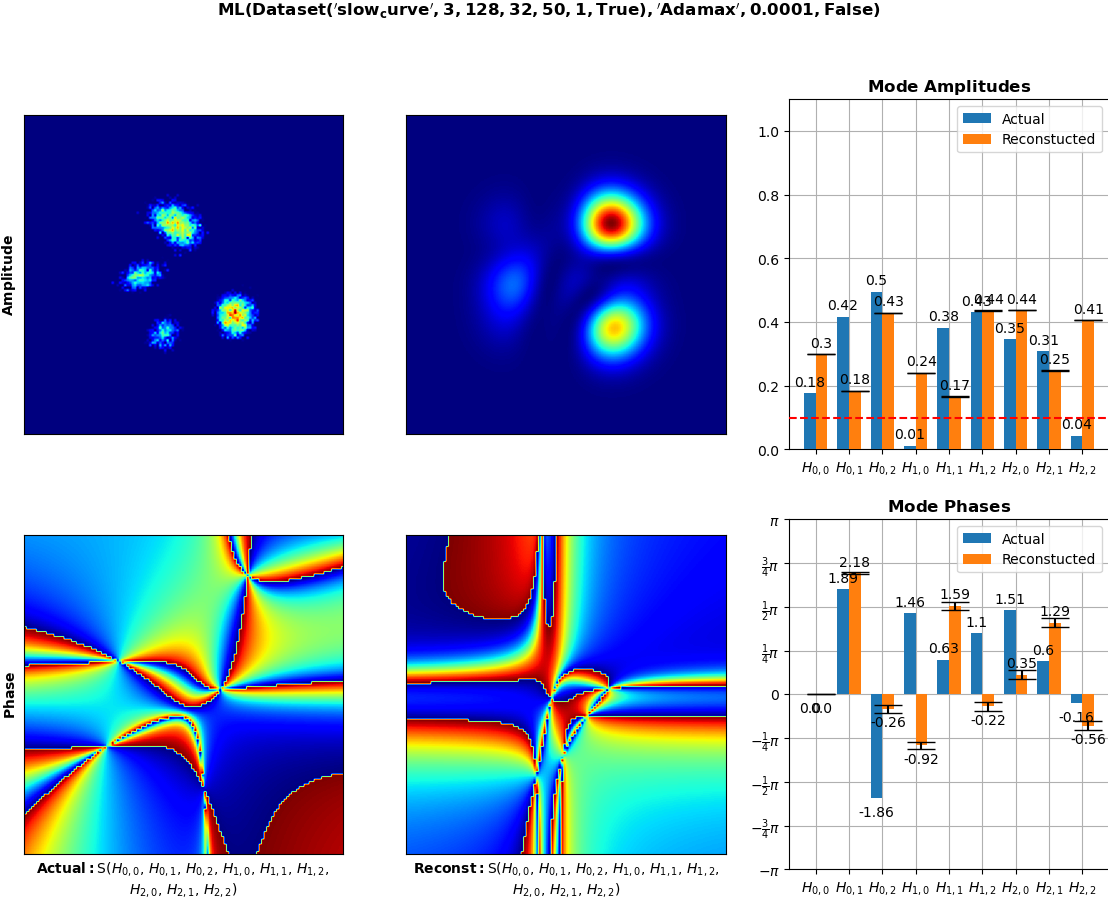 ML(Dataset('slow_curve', 3, 128, 32, 50, 1, True), 'Adamax', 0.0001, False)
Amplitude
Mode Amplitudes
Actual
Reconstucted
1.0
0.8
0.6
0.4
0.2
0.0
0.18
0.3
0.42
0.18
0.5
0.43
0.01
0.24
0.38
0.17
0.43
0.44
0.35
0.44
0.31
0.25
0.04
0.41
H0,0 H0,1 H0,2 H1,0 H1,1 H1,2 H2,0 H2,1 H2,2
Phase
Actual: S(H0,0, H0,1, H0,2, H1,0, H1,1, H1,2,
H2,0, H2,1, H2,2)
Reconst: S(H0,0, H0,1, H0,2, H1,0, H1,1, H1,2,
H2,0, H2,1, H2,2)
Mode Phases
Actual
Reconstucted
π
3/4π
1/2π
1/4π
0
−1/4π
−1/2π
−3/4π
−π
0.0
0.0
1.89
2.18
-1.86
-0.26
1.46
-0.92
0.63
1.59
1.1
-0.22
1.51
0.35
0.6
1.29
-0.16
-0.56
H0,0 H0,1 H0,2 H1,0 H1,1 H1,2 H2,0 H2,1 H2,2